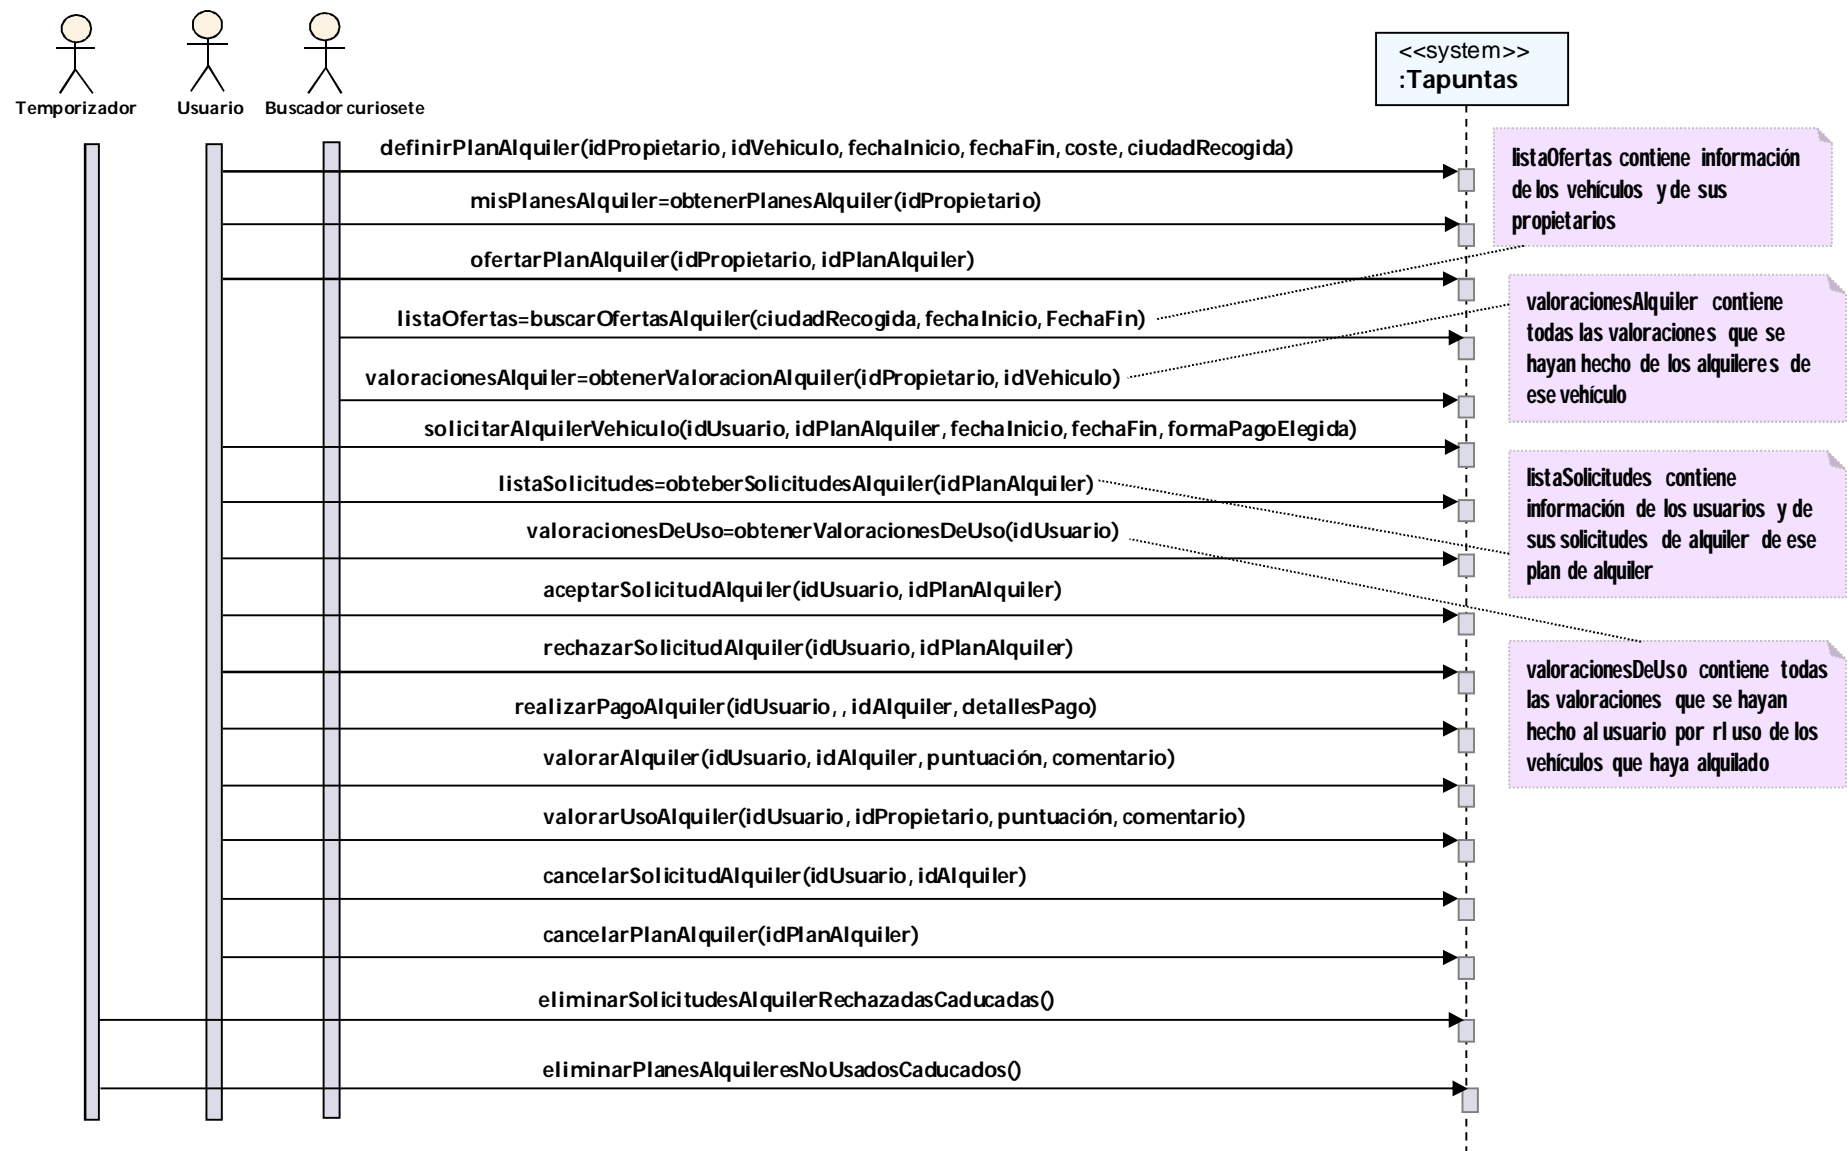 Temporizador
Usuario
Buscador curiosete
<<system>>
:Tapuntas
definirPlanAlquiler(idPropietario, idVehiculo, fechaInicio, fechaFin, coste, ciudadRecogida)
misPlanesAlquiler=obtenerPlanesAlquiler(idPropietario)
ofertarPlanAlquiler(idPropietario, idPlanAlquiler)
listaOfertas=buscarOfertasAlquiler(ciudadRecogida, fechaInicio, FechaFin)
valoracionesAlquiler=obtenerValoracionAlquiler(idPropietario, idVehiculo)
solicitarAlquilerVehiculo(idUsuario, idPlanAlquiler, fechaInicio, fechaFin, formaPagoElegida)
listaSolicitudes=obteberSolicitudesAlquiler(idPlanAlquiler)
valoracionesDeUso=obtenerValoracionesDeUso(idUsuario)
aceptarSolicitudAlquiler(idUsuario, idPlanAlquiler)
rechazarSolicitudAlquiler(idUsuario, idPlanAlquiler)
realizarPagoAlquiler(idUsuario, , idAlquiler, detallesPago)
valorarAlquiler(idUsuario, idAlquiler, puntuación, comentario)
valorarUsoAlquiler(idUsuario, idPropietario, puntuación, comentario)
cancelarSolicitudAlquiler(idUsuario, idAlquiler)
cancelarPlanAlquiler(idPlanAlquiler)
eliminarSolicitudesAlquilerRechazadasCaducadas()
eliminarPlanesAlquileresNoUsadosCaducados()
listaOfertas contiene información
de los vehículos y de sus
propietarios
valoracionesAlquiler contiene
todas las valoraciones que se
hayan hecho de los alquileres de
ese vehículo
listaSolicitudes contiene
información de los usuarios y de
sus solicitudes de alquiler de ese
plan de alquiler
valoracionesDeUso contiene todas
las valoraciones que se hayan
hecho al usuario por rl uso de los
vehículos que haya alquilado